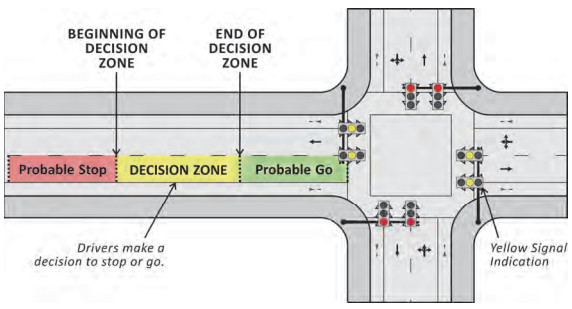 BEGINNING OF
DECISION
ZONE
END OF
DECISION
ZONE
Probable Stop
DECISION ZONE
Probable Go
Drivers make a
decision to stop or go.
Yellow Signal
Indication